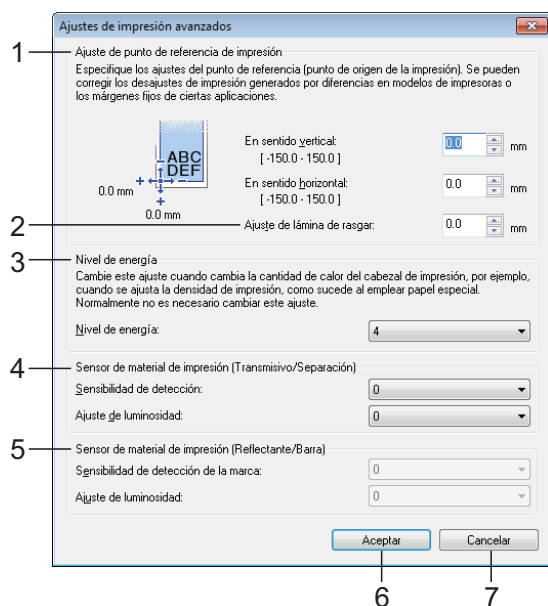 Ajustes de impresión avanzados
1
Ajuste de punto de referencia de impresión
Especifique los ajustes del punto de referencia (punto de origen de la impresión). Se pueden
corregir los desajustes de impresión generados por diferencias en modelos de impresoras o
los márgenes fijos de ciertas aplicaciones.
ABC
DEF
0.0 mm
0.0 mm
En sentido vertical:
[ -150.0 - 150.0 ]
0.0
mm
En sentido horizontal:
[ -150.0 - 150.0 ]
0.0
mm
2
Ajuste de lámina de rasgar:
0.0
mm
3
Nivel de energía
Cambie este ajuste cuando cambia la cantidad de calor del cabezal de impresión, por ejemplo,
cuando se ajusta la densidad de impresión, como sucede al emplear papel especial.
Normalmente no es necesario cambiar este ajuste.
Nivel de energía:
4
4
Sensor de material de impresión (Transmisivo/Separación)
Sensibilidad de detección:
0
Ajuste de luminosidad:
0
5
Sensor de material de impresión (Reflectante/Barra)
Sensibilidad de detección de la marca:
0
Ajuste de luminosidad:
0
Aceptar
Cancelar
6
7